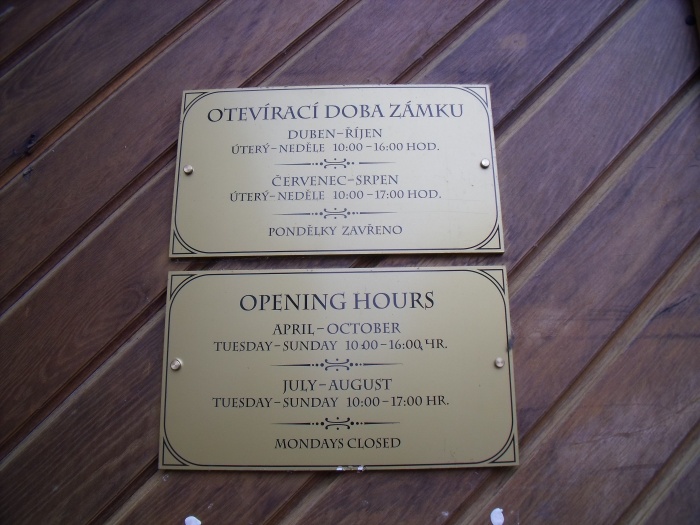 OTEVÍRACÍ DOBA ZÁMKU
DUBEN–ŘÍJEN
ÚTERÝ–NEDĚLE 10:00–16:00 HOD.
ČERVENEC–SRPEN
ÚTERÝ–NEDĚLE 10:00–17:00 HOD.
PONDĚLKY ZAVŘENO
OPENING HOURS
APRIL–OCTOBER
TUESDAY–SUNDAY 10:00–16:00 HR.
JULY–AUGUST
TUESDAY–SUNDAY 10:00–17:00 HR.
MONDAYS CLOSED